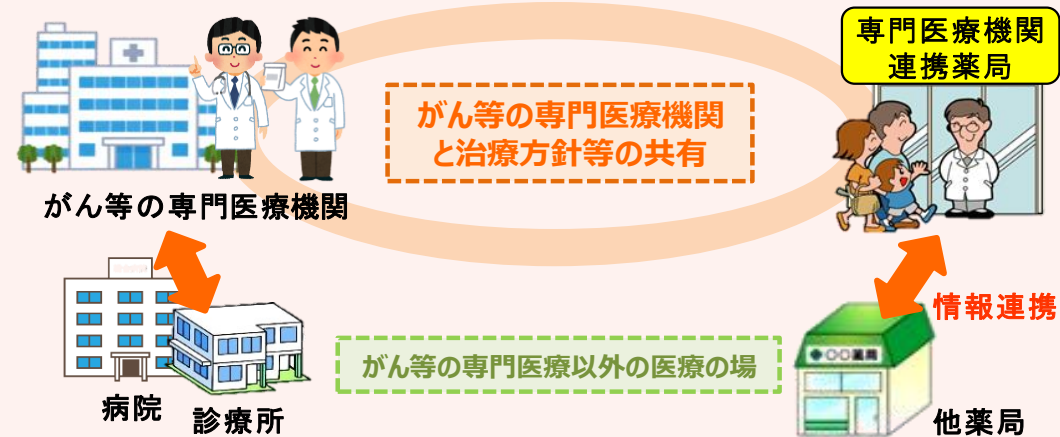 専門医療機関
連携薬局
がん等の専門医療機関
と治療方針等の共有
がん等の専門医療機関
情報連携
○○薬局
がん等の専門医療以外の医療の場
病院
診療所
他薬局